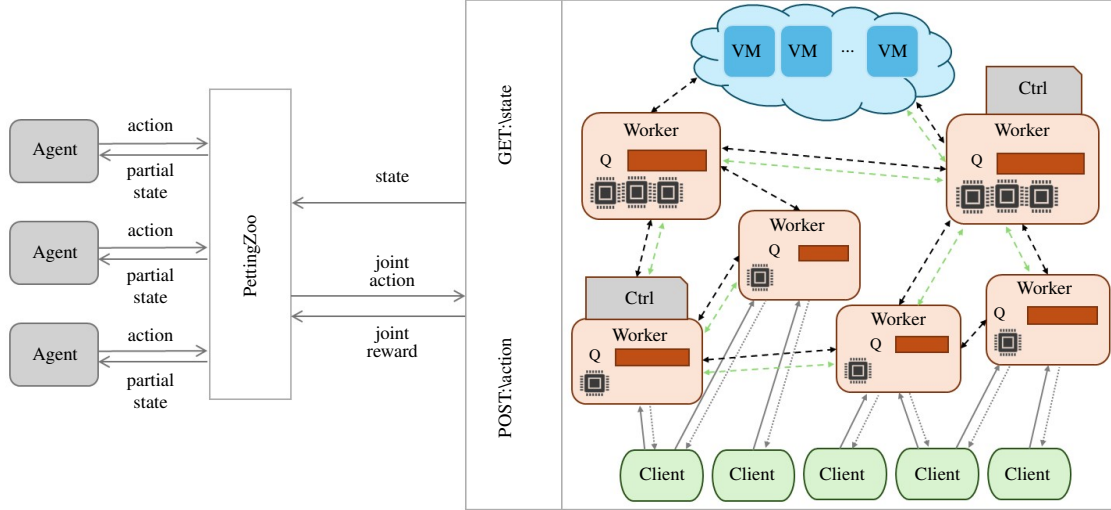 Agent
action
partial
state
Agent
action
partial
state
Agent
action
partial
state
PettingZoo
state
joint
action
joint
reward
GET:\state
POST:\action
VM
VM
...
VM
Ctrl
Worker
Q
Worker
Q
Worker
Q
Ctrl
Worker
Q
Worker
Q
Worker
Q
Client
Client
Client
Client
Client